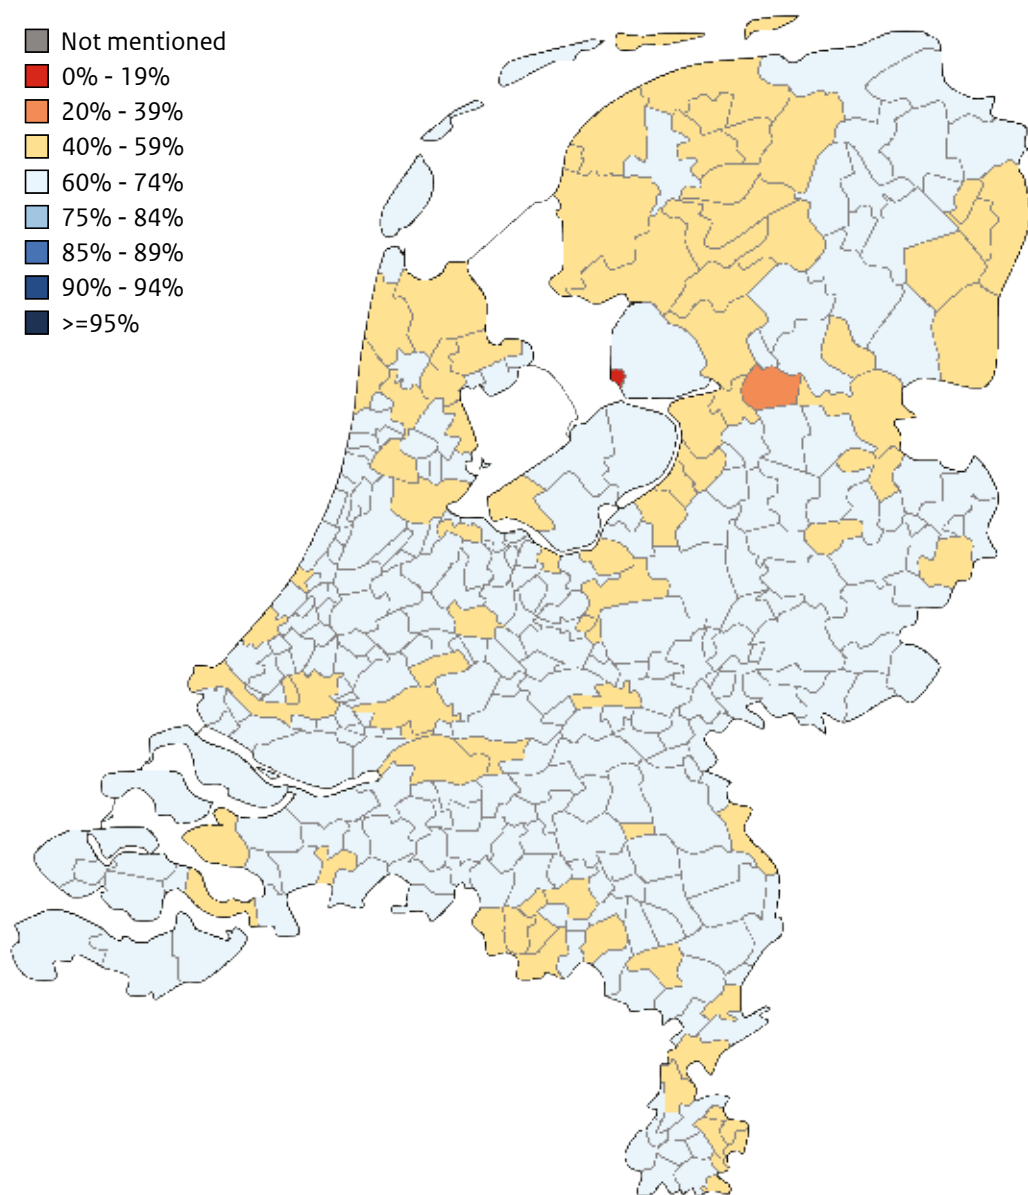 Not mentioned
0% - 19%
20% - 39%
40% - 59%
60% - 74%
75% - 84%
85% - 89%
90% - 94%
>=95%